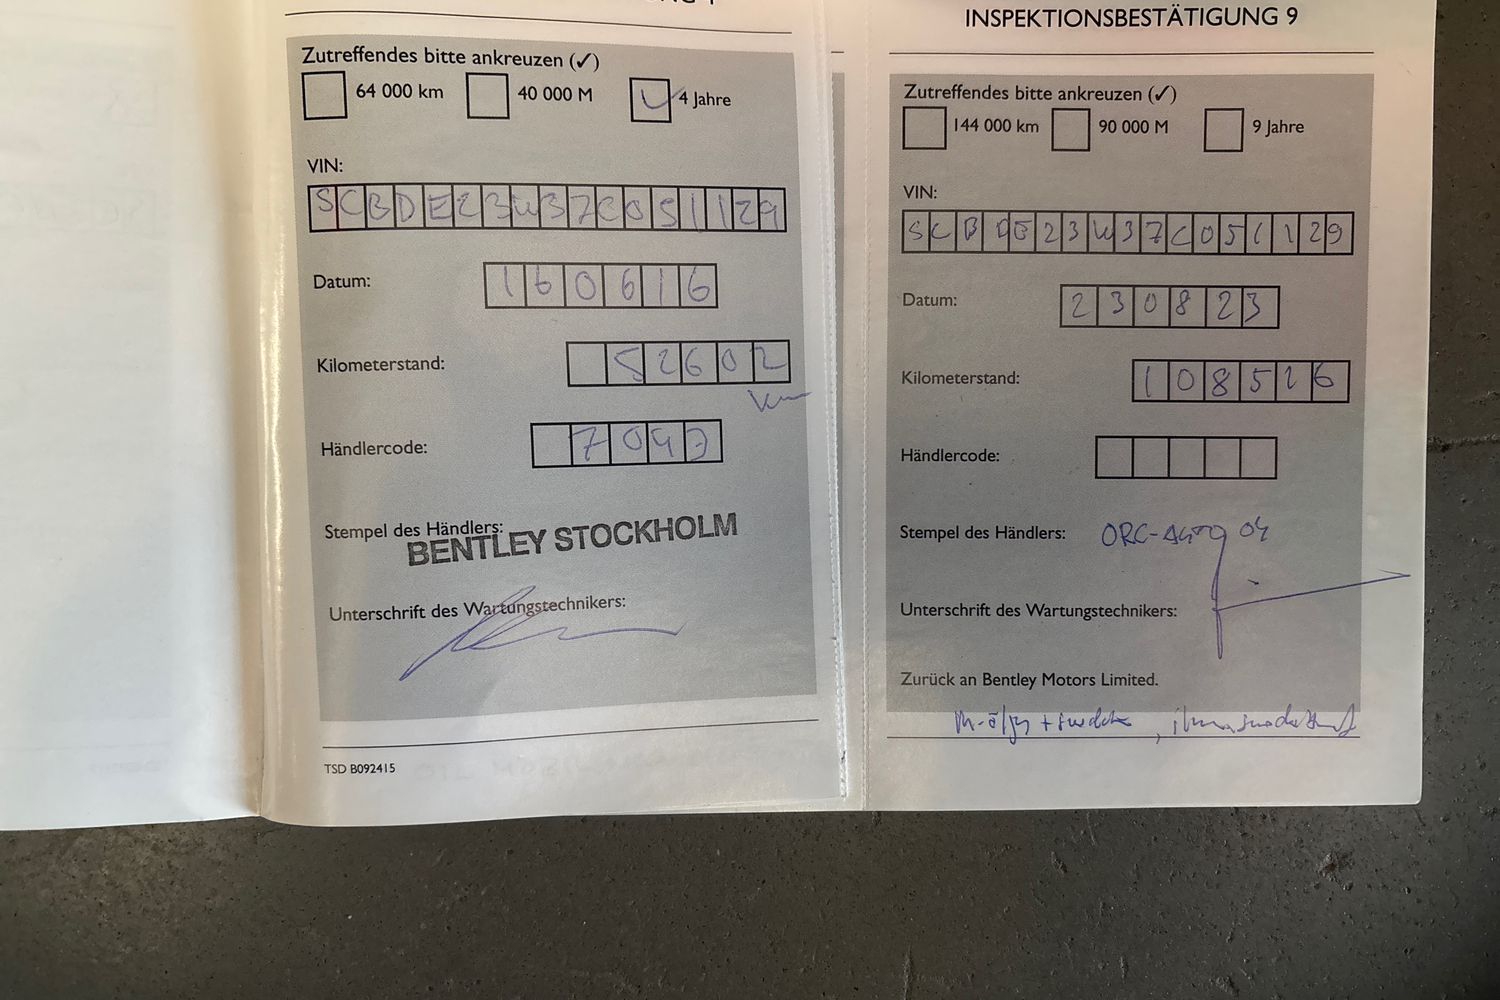 Zutreffendes bitte ankreuzen (✓)
64 000 km 40 000 M ✓ 4 Jahre
VIN:
SCBDE23W37C051129
Datum:
160616
Kilometerstand:
52602
km
Händlercode:
7093
Stempel des Händlers:
BENTLEY STOCKHOLM
Unterschrift des Wartungstechnikers:
TSD B092415
INSPEKTIONSBESTÄTIGUNG 9
Zutreffendes bitte ankreuzen (✓)
144 000 km 90 000 M 9 Jahre
VIN:
SCBDE23W37C051129
Datum:
230823
Kilometerstand:
108526
Händlercode:
Stempel des Händlers:
Unterschrift des Wartungstechnikers:
Zurück an Bentley Motors Limited.